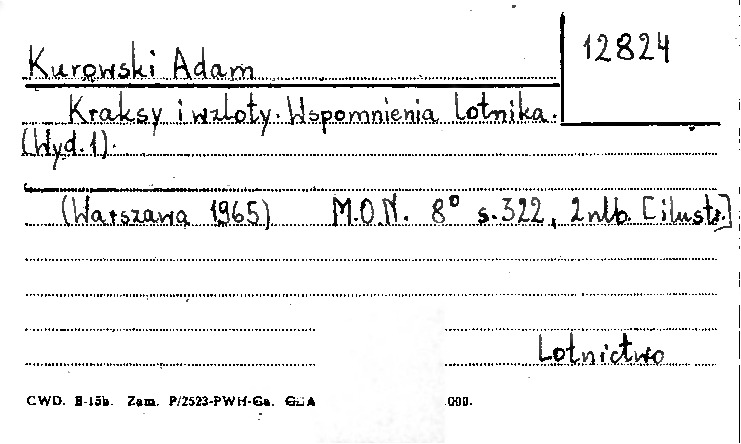 12824
Kurowski Adam
Kraksy i wzloty. Wspomnienia lotnika.
(Wyd. 1).
(Warszawa 1965) M.O.N. 8° s. 322, 2 nlb. [ilustr.]
Lotnictwo
CWD. B-15b. Zam. P/2523-PWH-Ga. .000.